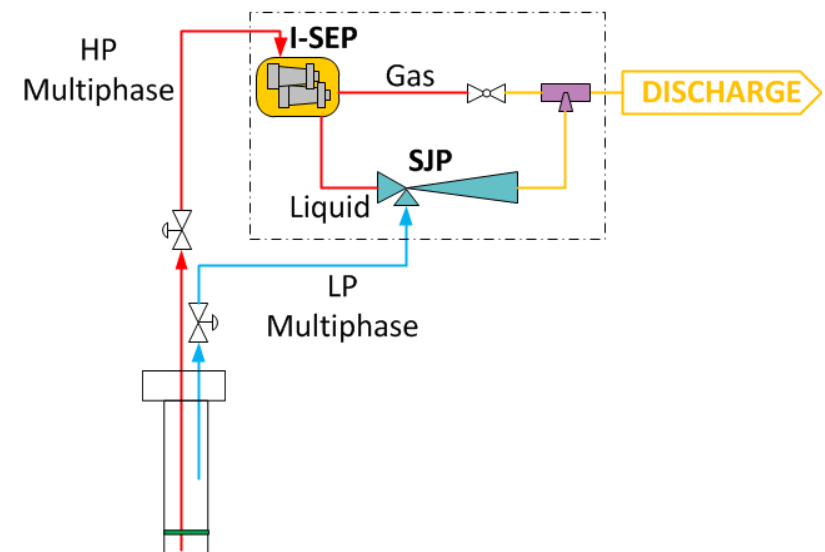 HP
Multiphase
I-SEP
Gas
DISCHARGE
SJP
Liquid
LP
Multiphase